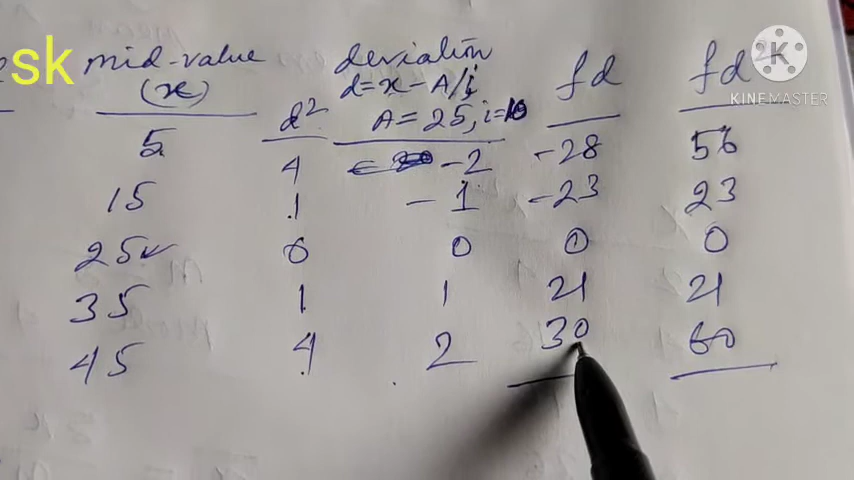 sk mid-value deviation fd fd²
(x) d=x-A/i
d² A=25, i=10
5 4 -2 -28 56
15 1 -1 -23 23
25 0 0 0 0
35 1 1 21 21
45 4 2 30 60
KINEMASTER